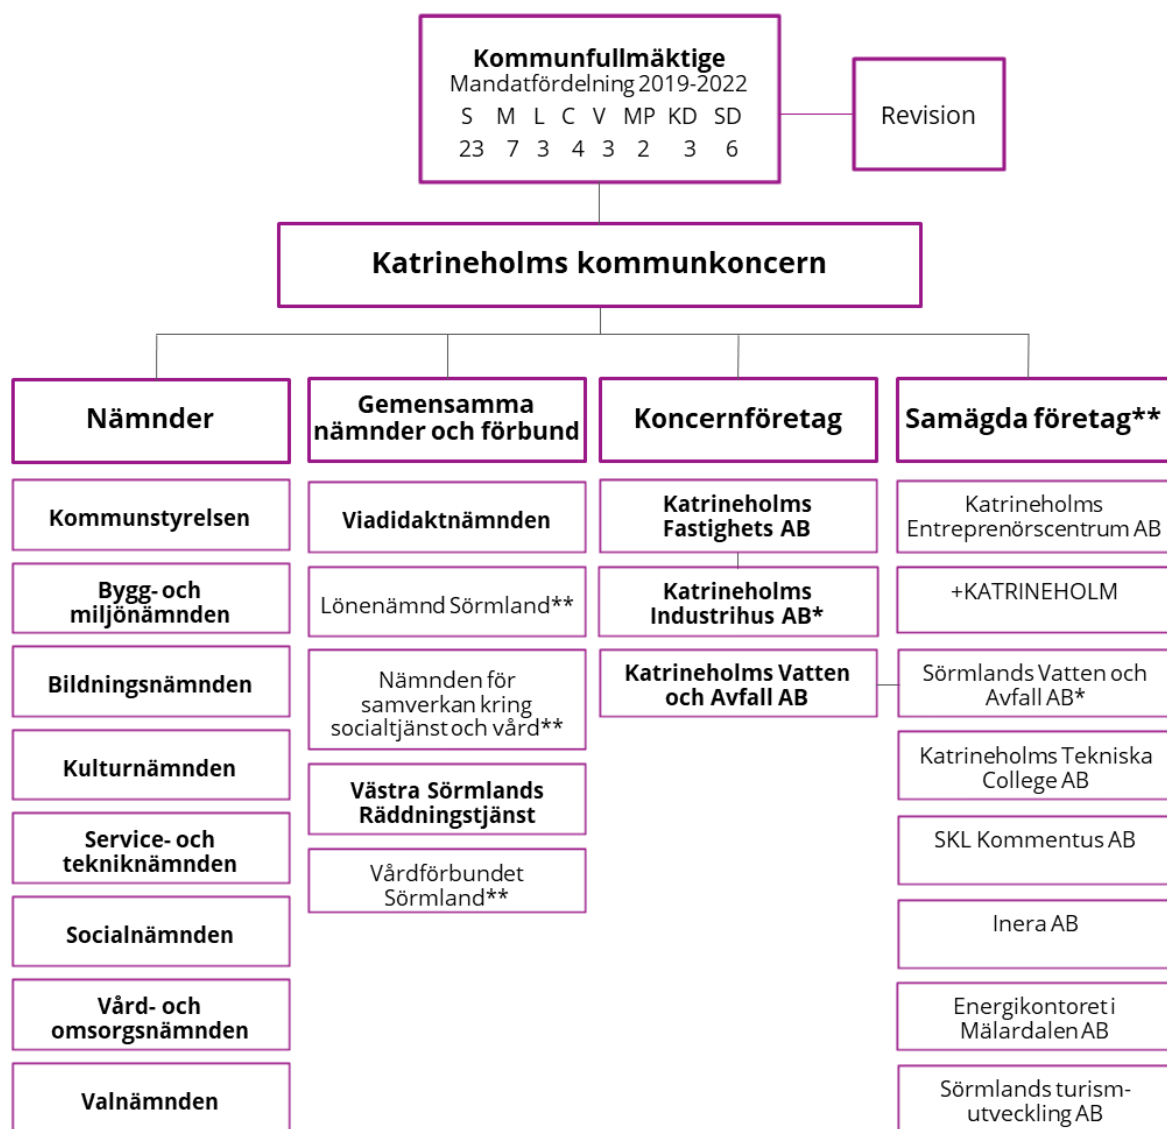 Kommunfullmäktige
Mandatfördelning 2019-2022
S M L C V MP KD SD
23 7 3 4 3 2 3 6
Revision
Katrineholms kommunkoncern
Nämnder
Kommunstyrelsen
Bygg- och
miljönämnden
Bildningsnämnden
Kulturnämnden
Service- och
tekniknämnden
Socialnämnden
Vård- och
omsorgsnämnden
Valnämnden
Gemensamma
nämnder och förbund
Viadidaktnämnden
Lönenämnd Sörmland**
Nämnden för
samverkan kring
socialtjänst och vård**
Västra Sörmlands
Räddningstjänst
Vårdförbundet
Sörmland**
Koncernföretag
Katrineholms
Fastighets AB
Katrineholms
Industrihus AB*
Katrineholms Vatten
och Avfall AB
Samägda företag**
Katrineholms
Entreprenörscentrum AB
+KATRINEHOLM
Sörmlands Vatten och
Avfall AB*
Katrineholms Tekniska
College AB
SKL Kommentus AB
Inera AB
Energikontoret i
Mälardalen AB
Sörmlands turism-
utveckling AB